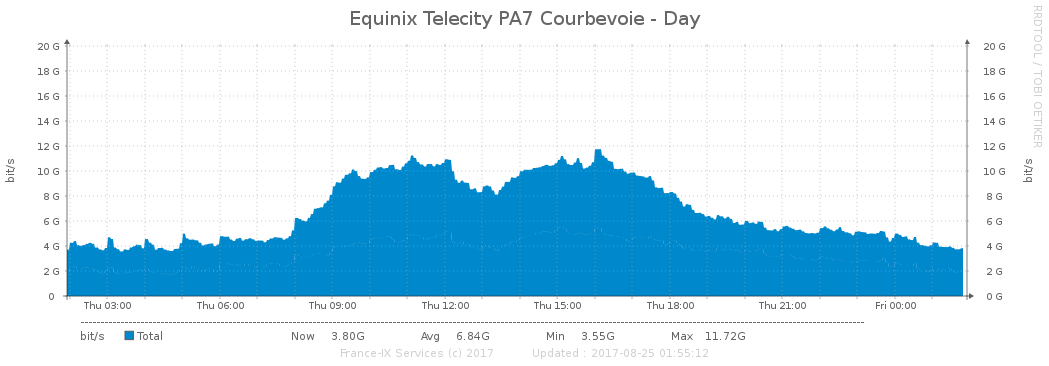 Equinix Telecity PA7 Courbevoie - Day
RRDTOOL / TOBI OETIKER
20 G 20 G
18 G 18 G
16 G 16 G
14 G 14 G
12 G 12 G
10 G 10 G
8 G 8 G
6 G 6 G
4 G 4 G
2 G 2 G
0 0 G
bit/s
bit/s
Thu 03:00 Thu 06:00 Thu 09:00 Thu 12:00 Thu 15:00 Thu 18:00 Thu 21:00 Fri 00:00
bit/s Total Now 3.80G Avg 6.84G Min 3.55G Max 11.72G
France-IX Services (c) 2017 Updated : 2017-08-25 01:55:12